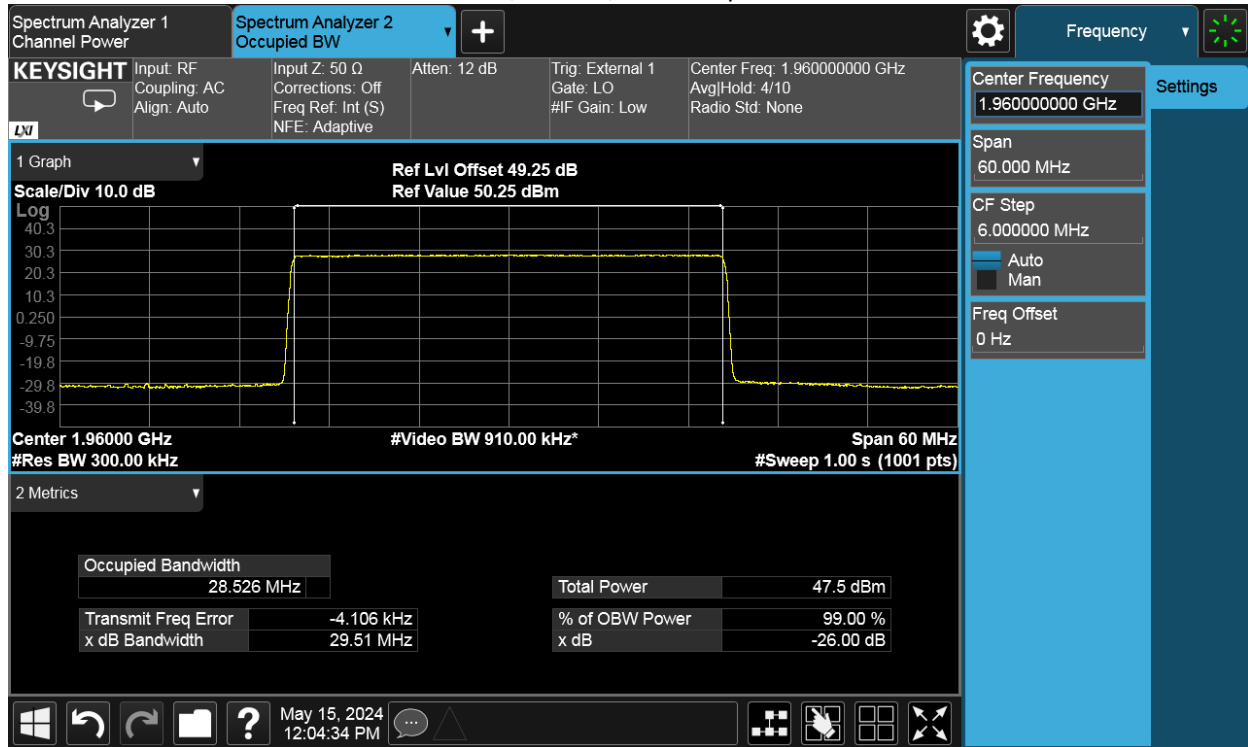 Spectrum Analyzer 1
Channel Power
Spectrum Analyzer 2
Occupied BW
Frequency
KEYSIGHT
LXI
Input: RF
Coupling: AC
Align: Auto
Input Z: 50 Ω
Corrections: Off
Freq Ref: Int (S)
NFE: Adaptive
Atten: 12 dB
Trig: External 1
Gate: LO
#IF Gain: Low
Center Freq: 1.960000000 GHz
Avg|Hold: 4/10
Radio Std: None
Center Frequency
1.960000000 GHz
Settings
Span
60.000 MHz
CF Step
6.000000 MHz
Auto
Man
Freq Offset
0 Hz
1 Graph
Scale/Div 10.0 dB
Ref Lvl Offset 49.25 dB
Ref Value 50.25 dBm
Log
40.3
30.3
20.3
10.3
0.250
-9.75
-19.8
-29.8
-39.8
Center 1.96000 GHz
#Video BW 910.00 kHz*
Span 60 MHz
#Res BW 300.00 kHz
#Sweep 1.00 s (1001 pts)
2 Metrics
Occupied Bandwidth
28.526 MHz
Total Power 47.5 dBm
Transmit Freq Error -4.106 kHz
% of OBW Power 99.00 %
x dB Bandwidth 29.51 MHz
x dB -26.00 dB
?
May 15, 2024
12:04:34 PM